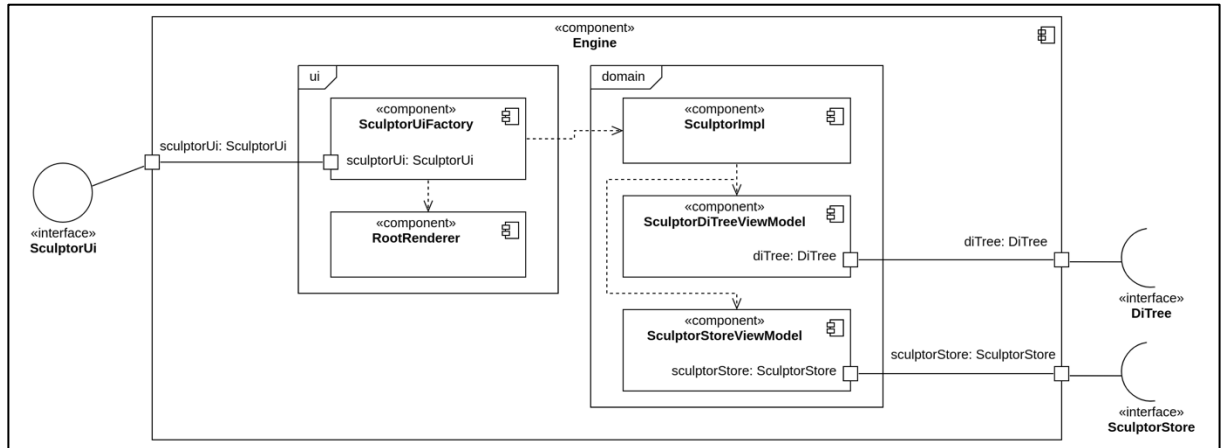 «component»
Engine
ui
domain
«component»
SculptorUiFactory
sculptorUi: SculptorUi
«component»
SculptorImpl
sculptorUi: SculptorUi
«interface»
SculptorUi
«component»
RootRenderer
«component»
SculptorDiTreeViewModel
diTree: DiTree
diTree: DiTree
«interface»
DiTree
«component»
SculptorStoreViewModel
sculptorStore: SculptorStore
sculptorStore: SculptorStore
«interface»
SculptorStore